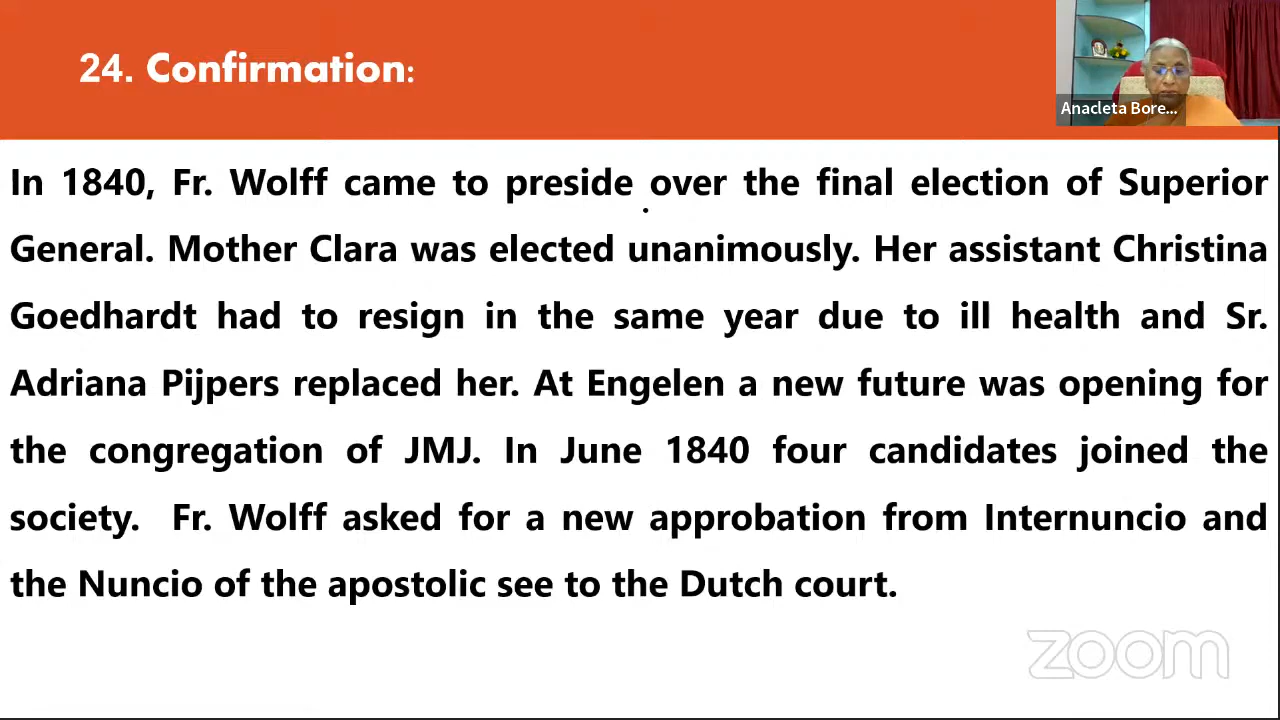 24. Confirmation:
Anacleta Bore...
In 1840, Fr. Wolff came to preside over the final election of Superior
General. Mother Clara was elected unanimously. Her assistant Christina
Goedhardt had to resign in the same year due to ill health and Sr.
Adriana Pijpers replaced her. At Engelen a new future was opening for
the congregation of JMJ. In June 1840 four candidates joined the
society.  Fr. Wolff asked for a new approbation from Internuncio and
the Nuncio of the apostolic see to the Dutch court.
zoom